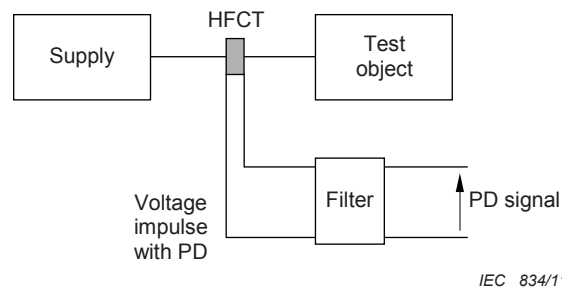 HFCT
Supply
Test
object
Voltage
impulse
with PD
Filter
PD signal